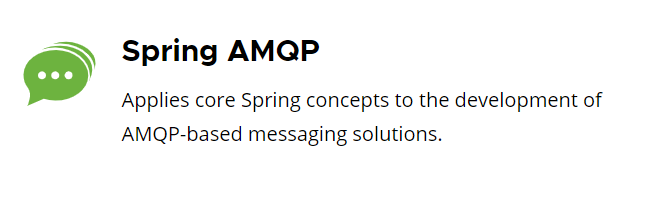 Spring AMQP
Applies core Spring concepts to the development of
AMQP-based messaging solutions.